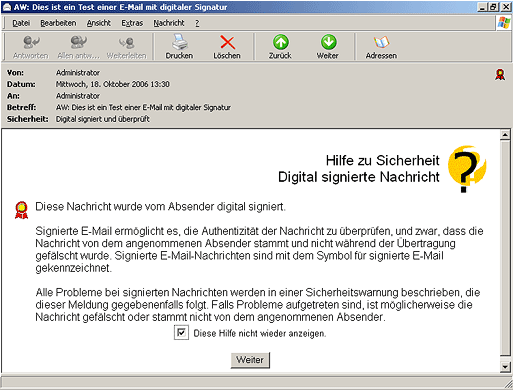 AW: Dies ist ein Test einer E-Mail mit digitaler Signatur
Datei Bearbeiten Ansicht Extras Nachricht ?
Antworten Allen antw... Weiterleiten Drucken Löschen Zurück Weiter Adressen
Von: Administrator
Datum: Mittwoch, 18. Oktober 2006 13:30
An: Administrator
Betreff: AW: Dies ist ein Test einer E-Mail mit digitaler Signatur
Sicherheit: Digital signiert und überprüft
Hilfe zu Sicherheit
Digital signierte Nachricht
Diese Nachricht wurde vom Absender digital signiert.
Signierte E-Mail ermöglicht es, die Authentizität der Nachricht zu überprüfen, und zwar, dass die
Nachricht von dem angenommenen Absender stammt und nicht während der Übertragung
gefälscht wurde. Signierte E-Mail-Nachrichten sind mit dem Symbol für signierte E-Mail
gekennzeichnet.
Alle Probleme bei signierten Nachrichten werden in einer Sicherheitswarnung beschrieben, die
dieser Meldung gegebenenfalls folgt. Falls Probleme aufgetreten sind, ist möglicherweise die
Nachricht gefälscht oder stammt nicht von dem angenommenen Absender.
Diese Hilfe nicht wieder anzeigen.
Weiter